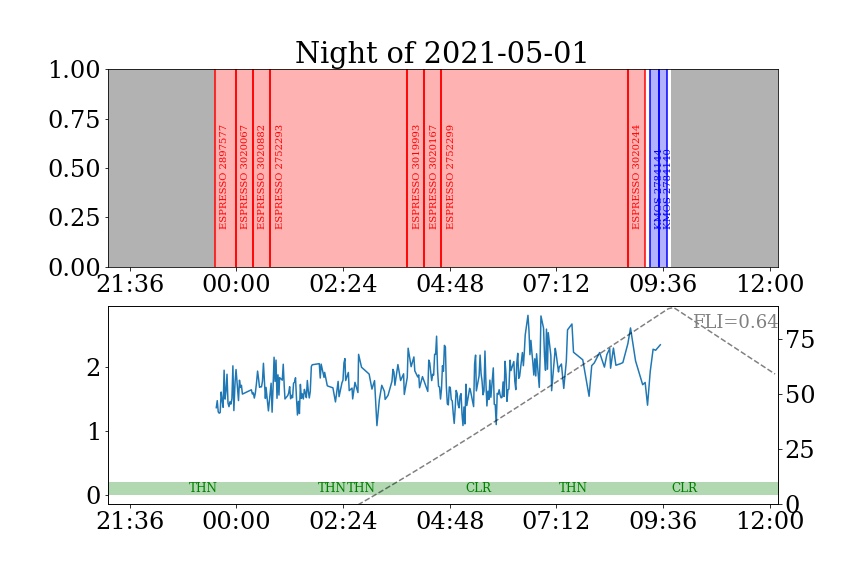 Night of 2021-05-01
1.00
0.75
0.50
0.25
0.00
ESPRESSO 2897577
ESPRESSO 3020067
ESPRESSO 3020882
ESPRESSO 2752293
ESPRESSO 3019993
ESPRESSO 3020167
ESPRESSO 2752299
ESPRESSO 3020244
KMOS 2784144
KMOS 2784140
21:36 00:00 02:24 04:48 07:12 09:36 12:00
FLI=0.64
2
1
0
75
50
25
0
THN THN THN CLR THN CLR
21:36 00:00 02:24 04:48 07:12 09:36 12:00